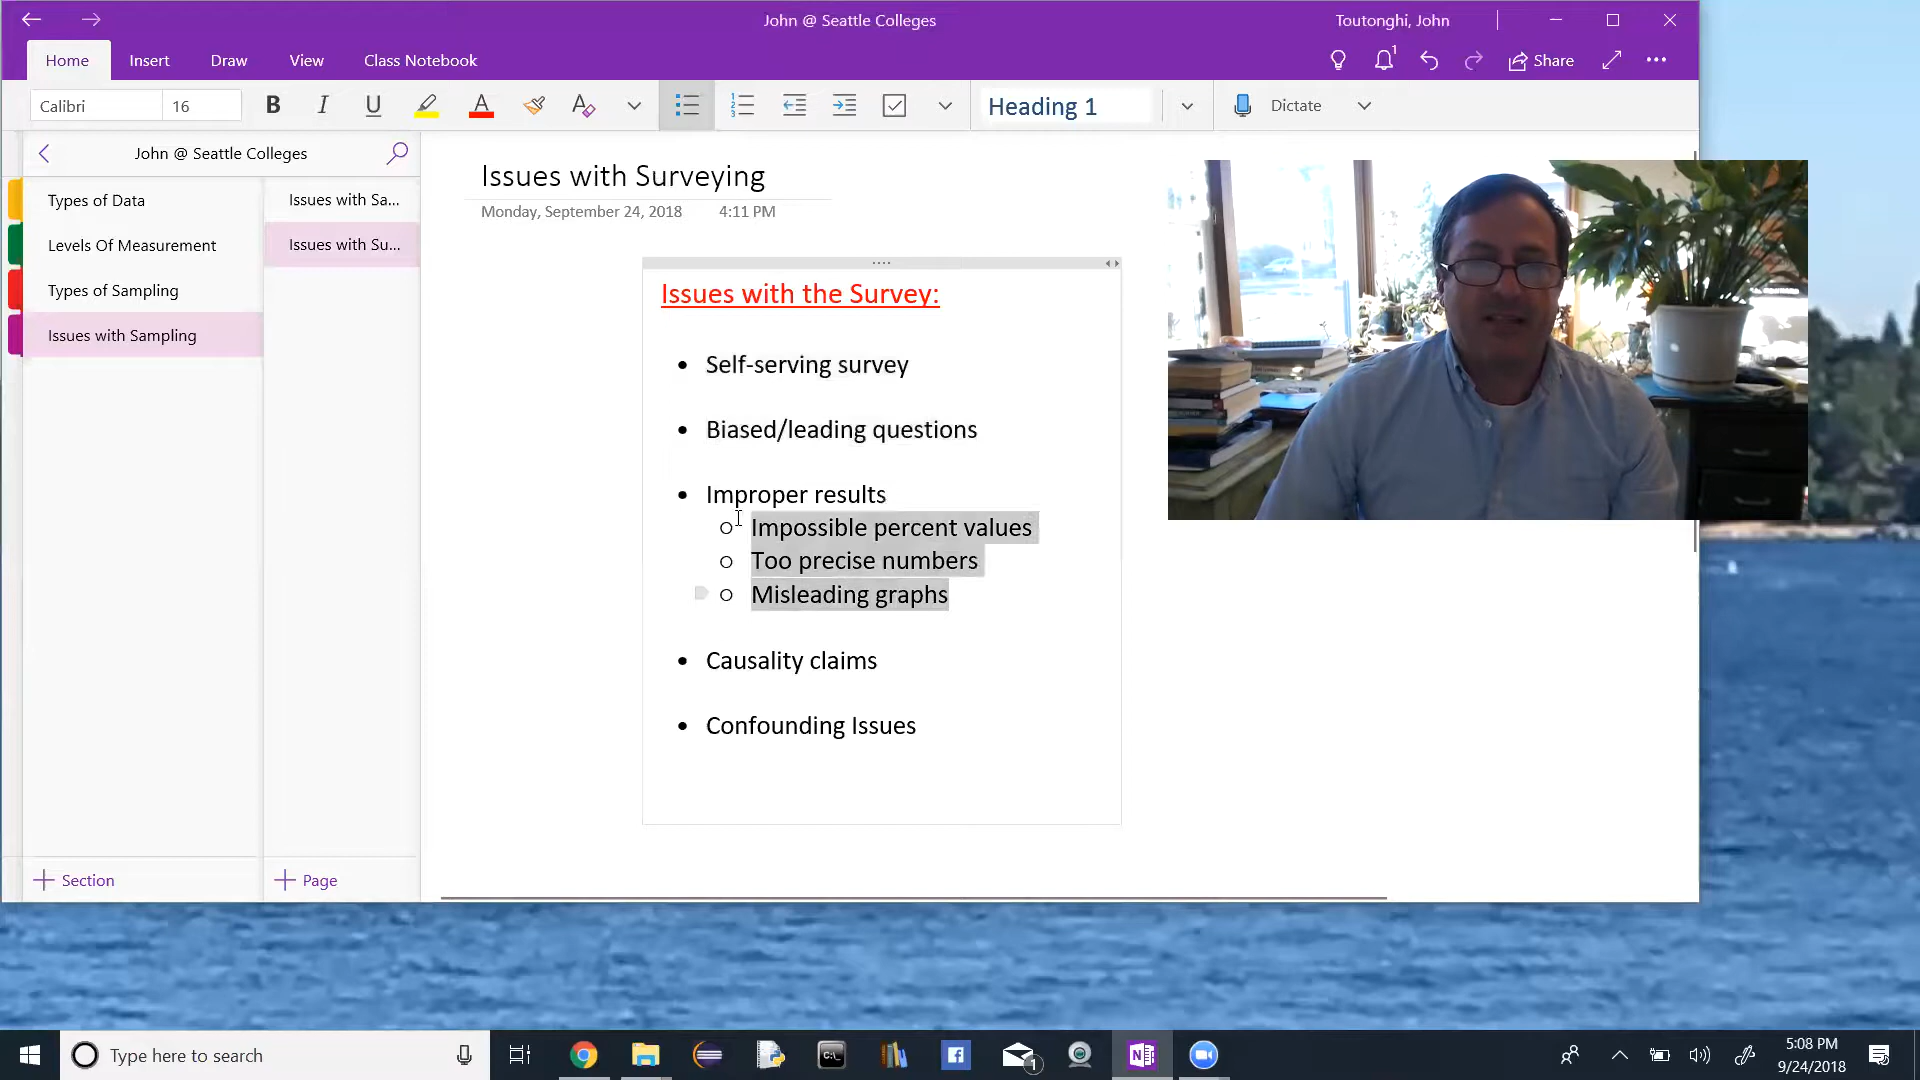 John @ Seattle Colleges
Toutonghi, John
Home
Insert
Draw
View
Class Notebook
1
Share
Calibri
16
B
I
U
A
Heading 1
Dictate
John @ Seattle Colleges
Types of Data
Levels Of Measurement
Types of Sampling
Issues with Sampling
Issues with Sa...
Issues with Su...
Issues with Surveying
Monday, September 24, 2018
4:11 PM
Issues with the Survey:
Self-serving survey
Biased/leading questions
Improper results
Impossible percent values
Too precise numbers
Misleading graphs
Causality claims
Confounding Issues
Section
Page
Type here to search
1
5:08 PM
9/24/2018